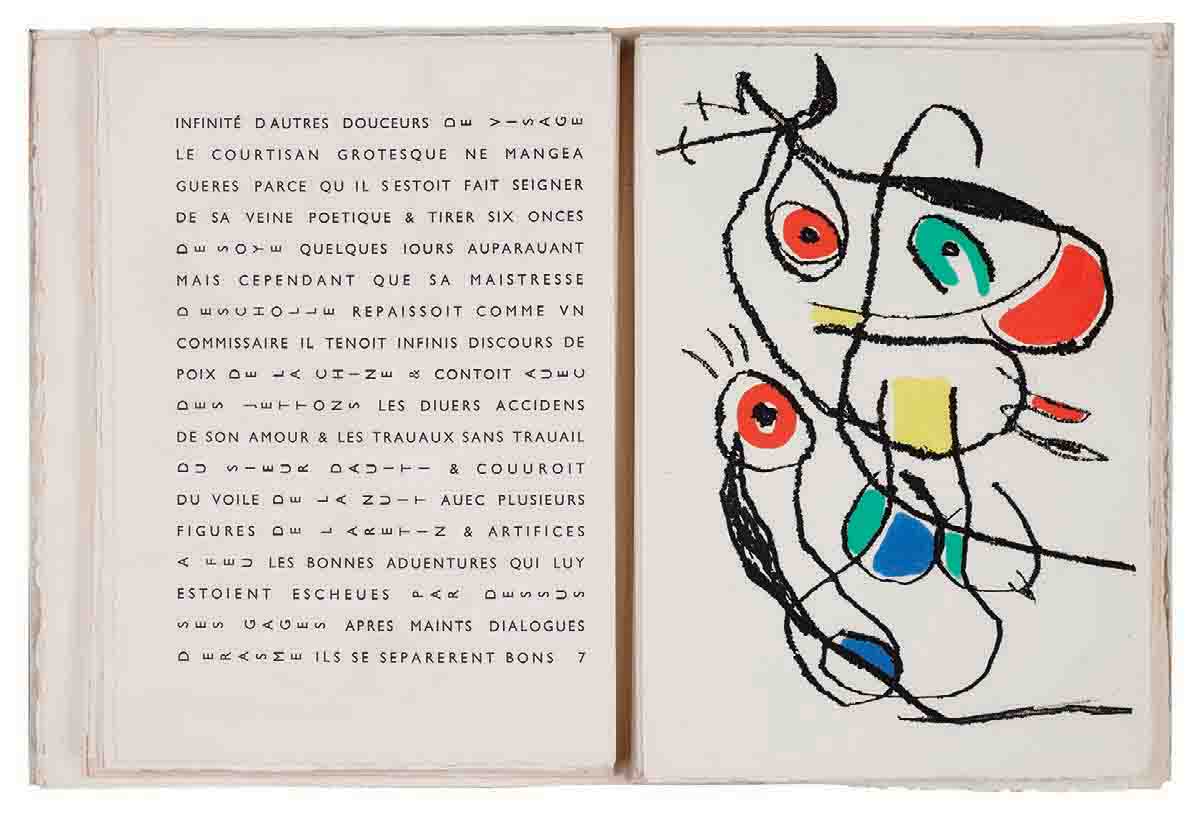 INFINITÉ D AUTRES DOUCEURS DE VISAGE
LE COURTISAN GROTESQUE NE MANGEA
GUERES PARCE QU IL S ESTOIT FAIT SEIGNER
DE SA VEINE POETIQUE & TIRER SIX ONCES
DE SOYE QUELQUES IOURS AUPARAUANT
MAIS CEPENDANT QUE SA MAISTRESSE
D ESCHOLLE REPAISSOIT COMME VN
COMMISSAIRE IL TENOIT INFINIS DISCOURS DE
POIX DE LA CHINE & CONTOIT AUEC
DES JETTONS LES DIUERS ACCIDENS
DE SON AMOUR & LES TRAUAUX SANS TRAUAIL
DU SIEUR DAUITI & COUUROIT
DU VOILE DE LA NUIT AUEC PLUSIEURS
FIGURES DE L ARETIN & ARTIFICES
A FEU LES BONNES ADUENTURES QUI LUY
ESTOIENT ESCHEUES PAR DESSUS
SES GAGES APRES MAINTS DIALOGUES
D ERASME ILS SE SEPARERENT BONS 7